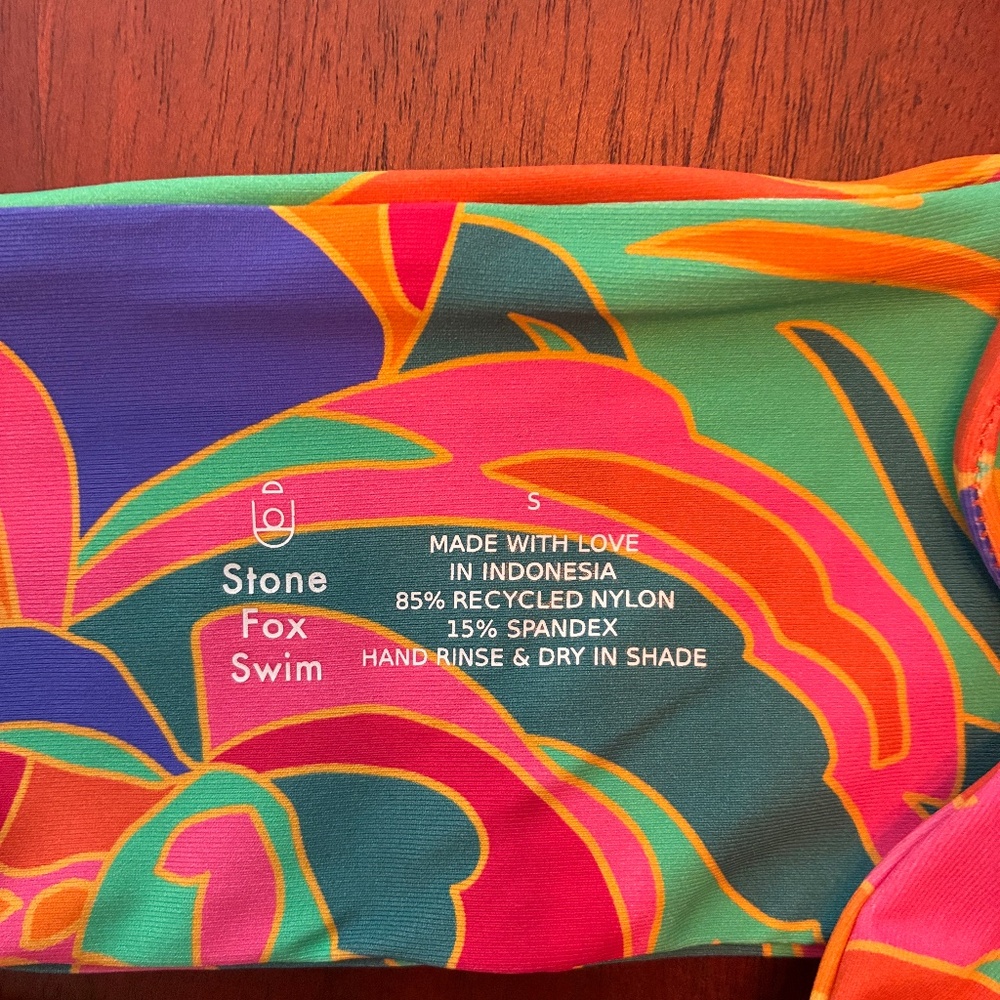 Stone
Fox
Swim
S
MADE WITH LOVE
IN INDONESIA
85% RECYCLED NYLON
15% SPANDEX
HAND RINSE & DRY IN SHADE